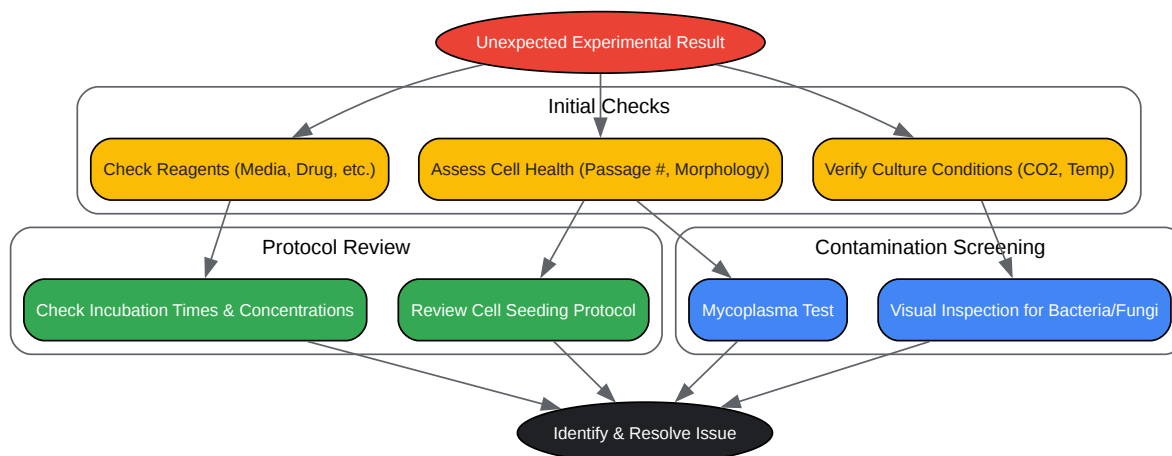 Unexpected Experimental Result
Initial Checks
Check Reagents (Media, Drug, etc.)
Assess Cell Health (Passage #, Morphology)
Verify Culture Conditions (CO2, Temp)
Protocol Review
Contamination Screening
Check Incubation Times & Concentrations
Review Cell Seeding Protocol
Mycoplasma Test
Visual Inspection for Bacteria/Fungi
Identify & Resolve Issue